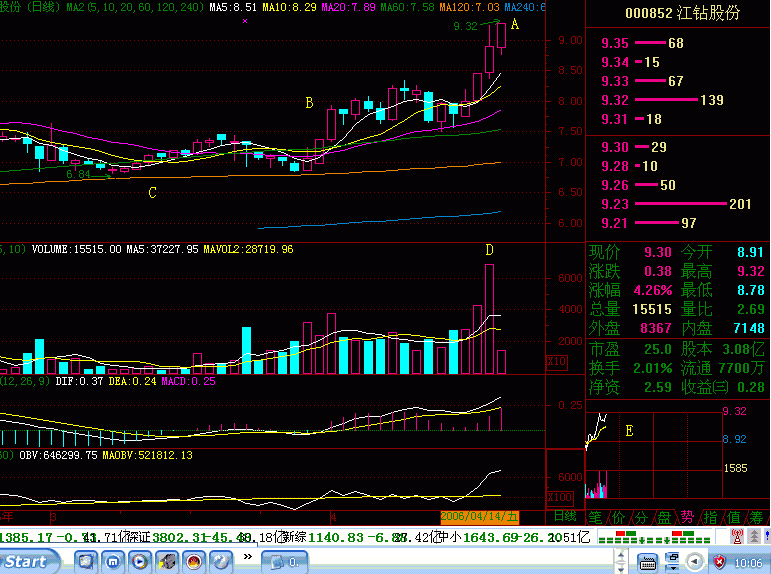 股份 (日线) MA2(5,10,20,60,120,240) MA5:8.51 MA10:8.29 MA20:7.89 MA60:7.58 MA120:7.03 MA240:6
000852 江钻股份
9.32
A
9.00
8.50
B
8.00
7.50
7.00
6.84
C
6.50
6.00
9.35 68
9.34 15
9.33 67
9.32 139
9.31 18
9.30 29
9.28 10
9.26 50
9.23 201
9.21 97
现价 9.30 今开 8.91
涨跌 0.38 最高 9.32
涨幅 4.26% 最低 8.78
总量 15515 量比 2.69
外盘 8367 内盘 7148
市盈 25.0 股本 3.08亿
换手 2.01% 流通 7700万
净资 2.59 收益㈢ 0.28
5,10) VOLUME:15515.00 MA5:37227.95 MAVOL2:28719.96
D
6000
4000
2000
X10
(12,26,9) DIF:0.37 DEA:0.24 MACD:0.25
0.25
30) OBV:646299.75 MAOBV:521812.13
6000
X100
9.32
E
8.92
1585
年 3 4 2006/04/14/五 日线
笔 价 分 盘 势 指 值 筹
1385.17 -0.73 41.71亿 深证 3802.31 -45.40 30.18亿 新综 1140.83 -6.85 27.42亿 中小 1643.69 -26.2 1.051亿
Start
10:06